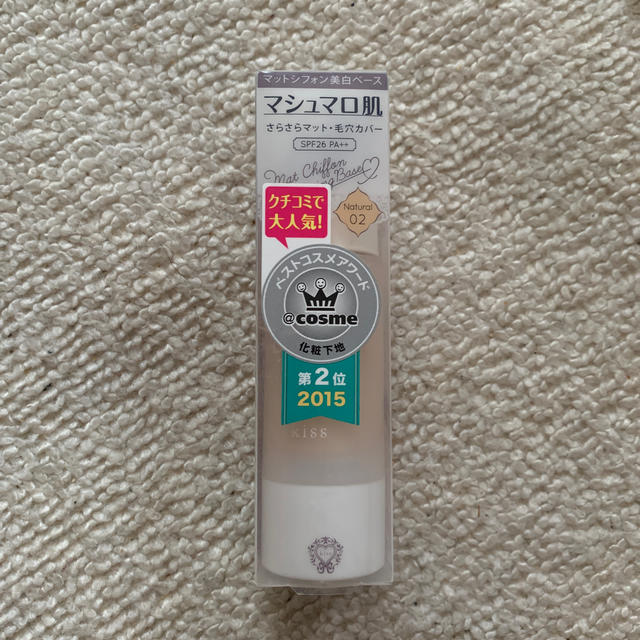 マットシフォン美白ベース
マシュマロ肌
さらさらマット・毛穴カバー
SPF26 PA++
Mat Chiffon
Base
Natural
02
クチコミで
大人気!
ベストコスメアワード
@cosme
化粧下地
第2位
2015
kiss